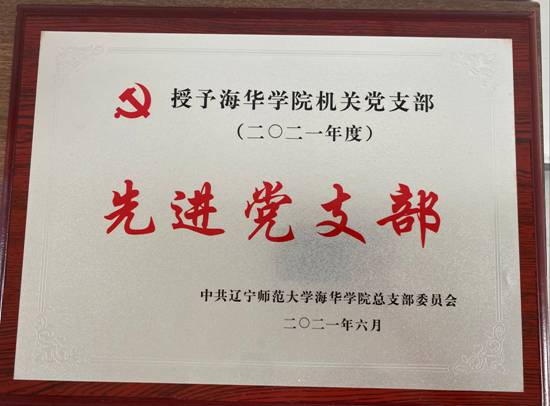 授予海华学院机关党支部
（二〇二一年度）
先进党支部
中共辽宁师范大学海华学院总支部委员会
二〇二一年六月